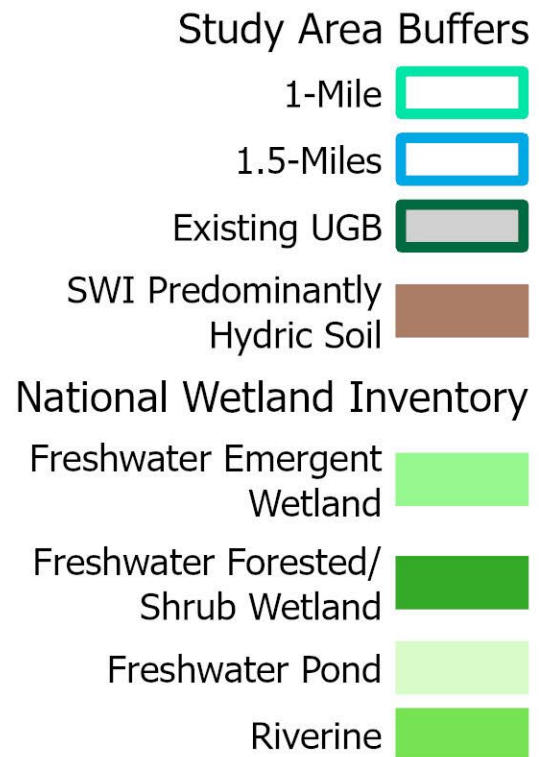 Study Area Buffers
1-Mile
1.5-Miles
Existing UGB
SWI Predominantly
Hydric Soil
National Wetland Inventory
Freshwater Emergent
Wetland
Freshwater Forested/
Shrub Wetland
Freshwater Pond
Riverine